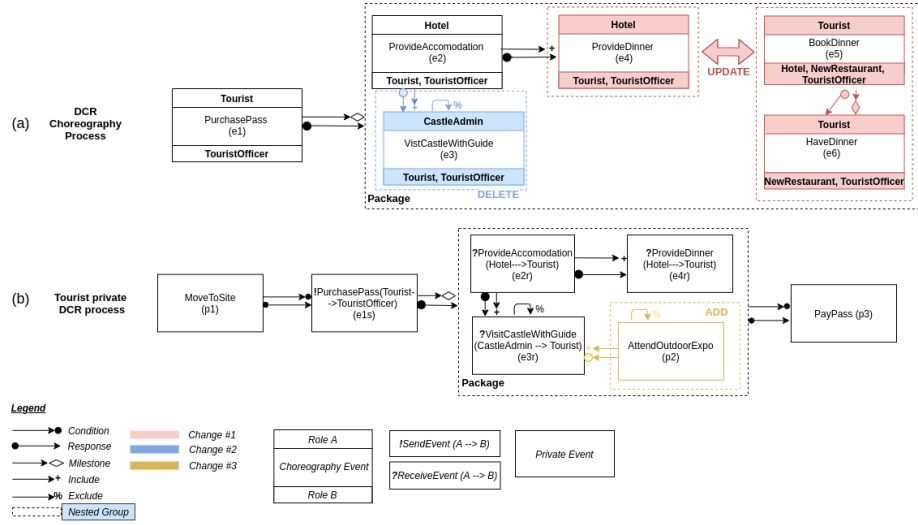 (a)
DCR
Choreography
Process
Tourist
PurchasePass
(e1)
TouristOfficer
Hotel
ProvideAccomodation
(e2)
Tourist, TouristOfficer
+
Hotel
ProvideDinner
(e4)
Tourist, TouristOfficer
UPDATE
Tourist
BookDinner
(e5)
Hotel, NewRestaurant,
TouristOfficer
Tourist
HaveDinner
(e6)
NewRestaurant, TouristOfficer
+
%
CastleAdmin
VistCastleWithGuide
(e3)
Tourist, TouristOfficer
DELETE
Package
(b)
Tourist private
DCR process
MoveToSite
(p1)
!PurchasePass(Tourist-
->TouristOfficer)
(e1s)
?ProvideAccomodation
(Hotel--->Tourist)
(e2r)
+
?ProvideDinner
(Hotel--->Tourist)
(e4r)
+
%
?VisitCastleWithGuide
(CastleAdmin --> Tourist)
(e3r)
+
%
ADD
AttendOutdoorExpo
(p2)
Package
PayPass (p3)
Legend
Condition
Response
Milestone
+ Include
% Exclude
Nested Group
Change #1
Change #2
Change #3
Role A
Choreography Event
Role B
!SendEvent (A --> B)
?ReceiveEvent (A --> B)
Private Event